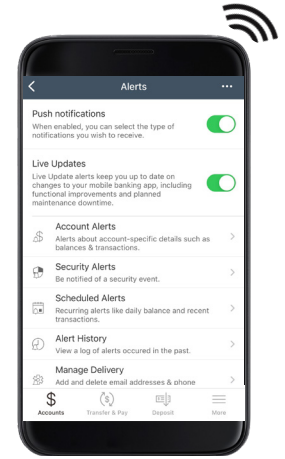 Alerts
Push notifications
When enabled, you can select the type of
notifications you wish to receive.
Live Updates
Live Update alerts keep you up to date on
changes to your mobile banking app, including
functional improvements and planned
maintenance downtime.
Account Alerts
Alerts about account-specific details such as
balances & transactions.
Security Alerts
Be notified of a security event.
Scheduled Alerts
Recurring alerts like daily balance and recent
transactions.
Alert History
View a log of alerts occured in the past.
Manage Delivery
Add and delete email addresses & phone
Accounts
Transfer & Pay
Deposit
More